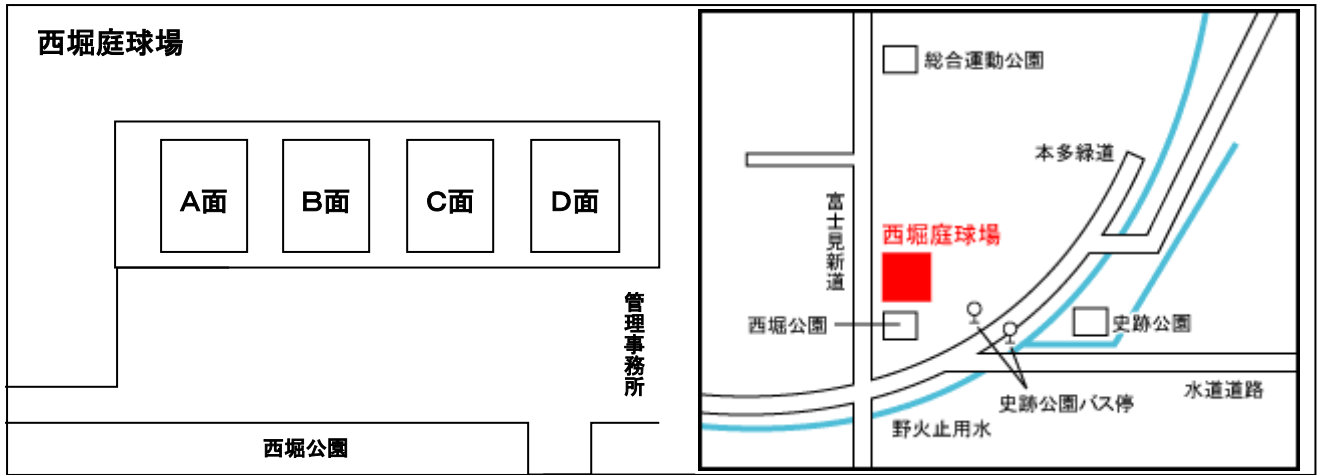 西堀庭球場
A面
B面
C面
D面
管理事務所
西堀公園
総合運動公園
本多緑道
富士見新道
西堀庭球場
西堀公園
史跡公園
史跡公園バス停
水道道路
野火止用水